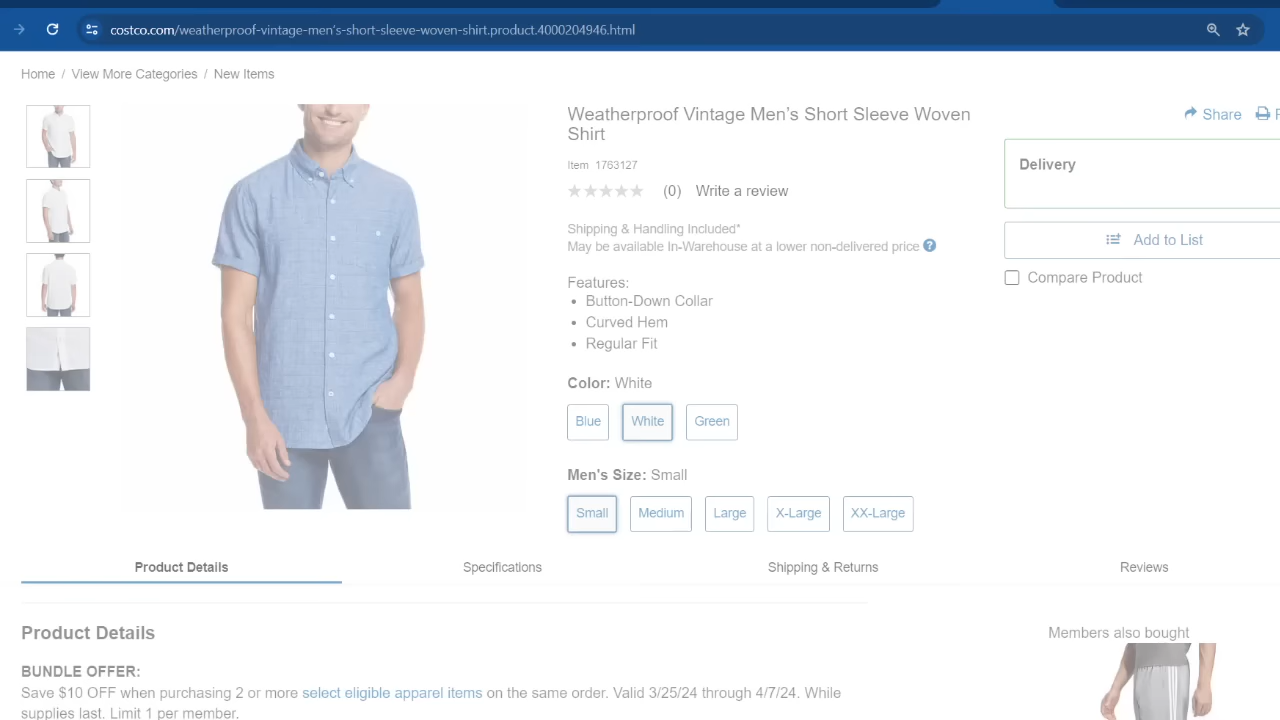 costco.com/weatherproof-vintage-men's-short-sleeve-woven-shirt.product.4000204946.html
Home / View More Categories / New Items
Weatherproof Vintage Men’s Short Sleeve Woven
Shirt
Item 1763127
(0) Write a review
Shipping & Handling Included*
May be available In-Warehouse at a lower non-delivered price ?
Features:
• Button-Down Collar
• Curved Hem
• Regular Fit
Color: White
Blue White Green
Men's Size: Small
Small Medium Large X-Large XX-Large
Share
Delivery
Add to List
Compare Product
Product Details Specifications Shipping & Returns Reviews
Product Details
BUNDLE OFFER:
Save $10 OFF when purchasing 2 or more select eligible apparel items on the same order. Valid 3/25/24 through 4/7/24. While
supplies last. Limit 1 per member.
Members also bought